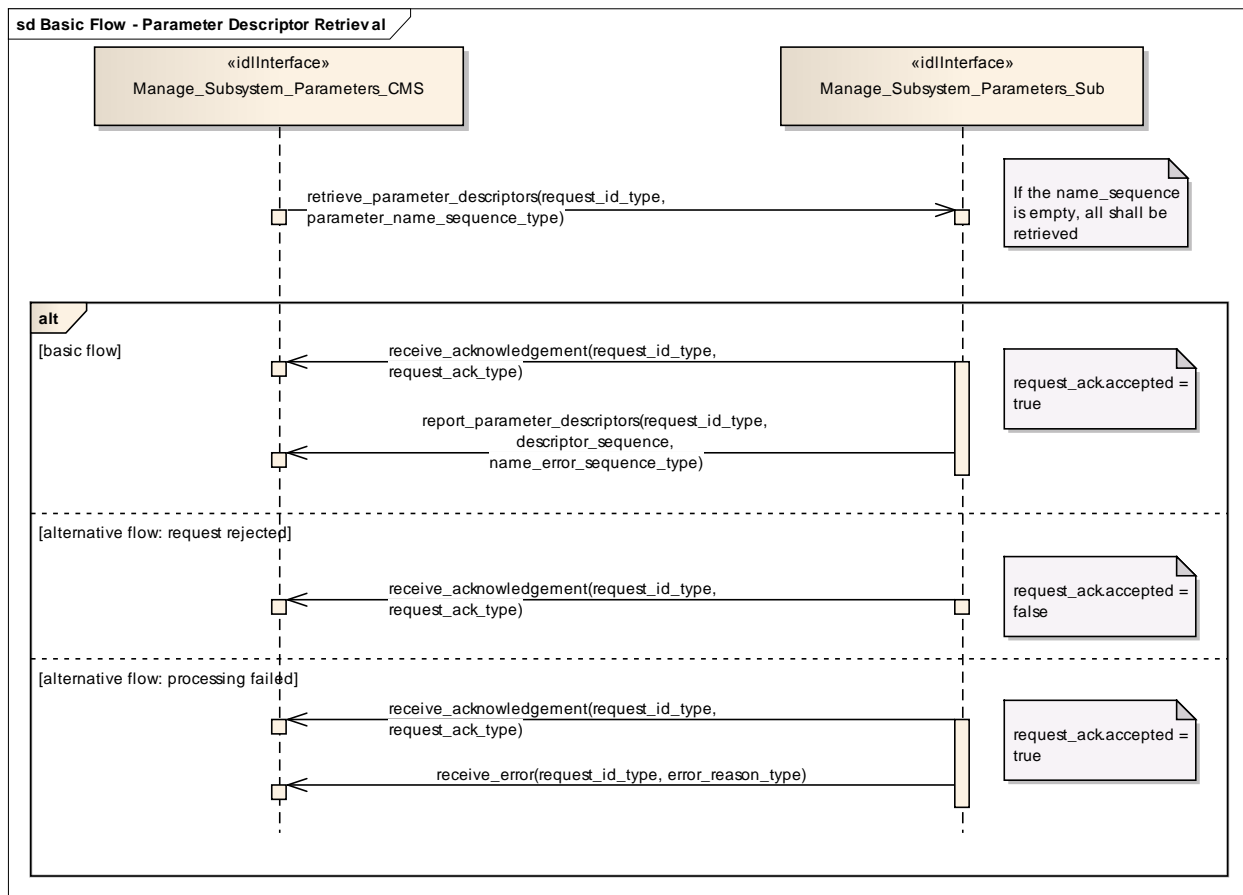 sd Basic Flow - Parameter Descriptor Retrieval
«idlInterface»
Manage_Subsystem_Parameters_CMS
«idlInterface»
Manage_Subsystem_Parameters_Sub
retrieve_parameter_descriptors(request_id_type,
parameter_name_sequence_type)
If the name_sequence
is empty, all shall be
retrieved
alt
[basic flow]
receive_acknowledgement(request_id_type,
request_ack_type)
request_ack.accepted =
true
report_parameter_descriptors(request_id_type,
descriptor_sequence,
name_error_sequence_type)
[alternative flow: request rejected]
receive_acknowledgement(request_id_type,
request_ack_type)
request_ack.accepted =
false
[alternative flow: processing failed]
receive_acknowledgement(request_id_type,
request_ack_type)
request_ack.accepted =
true
receive_error(request_id_type, error_reason_type)